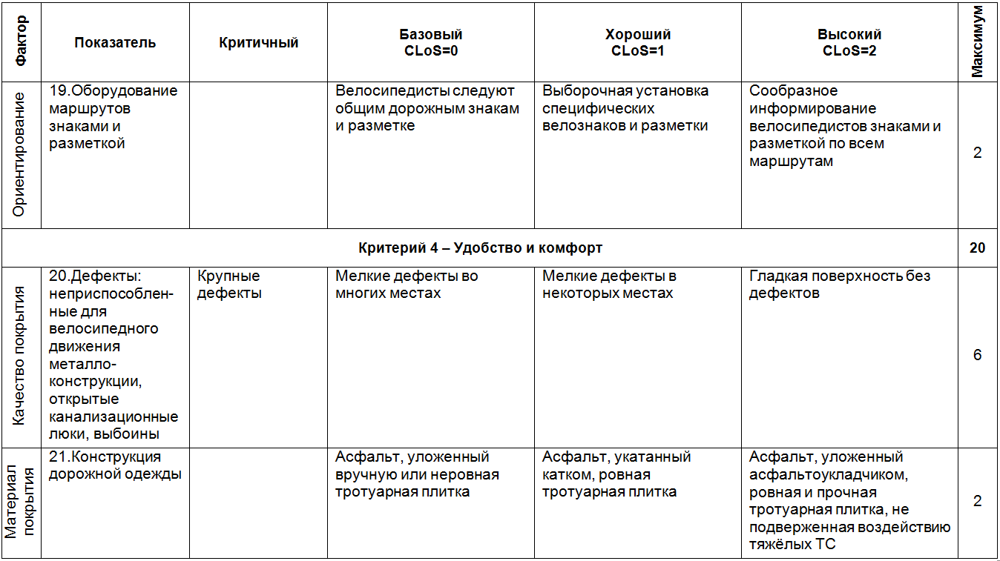 Фактор
Показатель
Критичный
Базовый
CLoS=0
Хороший
CLoS=1
Высокий
CLoS=2
Максимум
Ориентирование
19.Оборудование
маршрутов
знаками и
разметкой
Велосипедисты следуют
общим дорожным знакам
и разметке
Выборочная установка
специфических
велознаков и разметки
Сообразное
информирование
велосипедистов знаками и
разметкой по всем
маршрутам
2
Критерий 4 – Удобство и комфорт
20
Качество покрытия
20.Дефекты:
неприспособлен-
ные для
велосипедного
движения
металло-
конструкции,
открытые
канализационные
люки, выбоины
Крупные
дефекты
Мелкие дефекты во
многих местах
Мелкие дефекты в
некоторых местах
Гладкая поверхность без
дефектов
6
Материал
покрытия
21.Конструкция
дорожной одежды
Асфальт, уложенный
вручную или неровная
тротуарная плитка
Асфальт, укатанный
катком, ровная
тротуарная плитка
Асфальт, уложенный
асфальтоукладчиком,
ровная и прочная
тротуарная плитка, не
подверженная воздействию
тяжёлых ТС
2